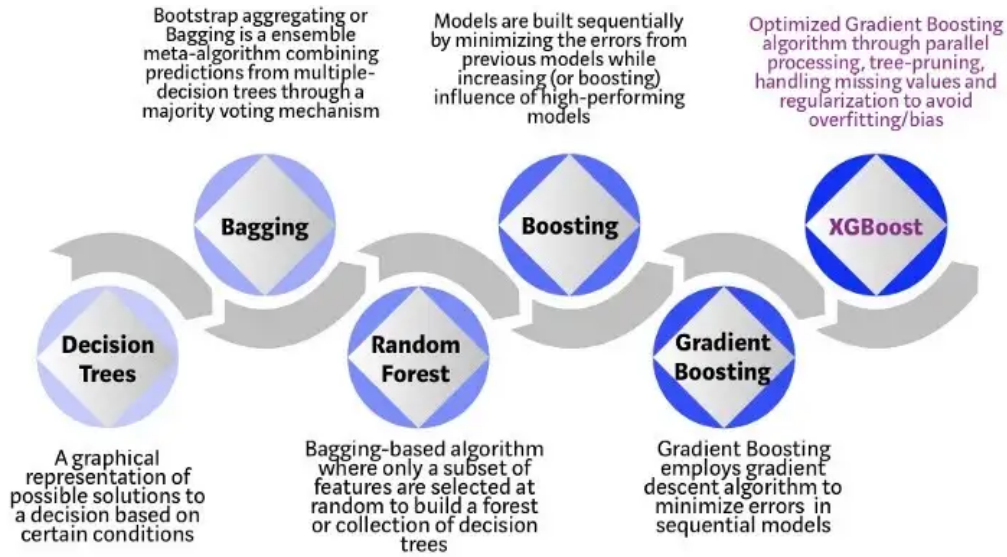 Bootstrap aggregating or
Bagging is a ensemble
meta-algorithm combining
predictions from multiple-
decision trees through a
majority voting mechanism
Models are built sequentially
by minimizing the errors from
previous models while
increasing (or boosting)
influence of high-performing
models
Optimized Gradient Boosting
algorithm through parallel
processing, tree-pruning,
handling missing values and
regularization to avoid
overfitting/bias
Bagging
Boosting
XGBoost
Decision
Trees
Random
Forest
Gradient
Boosting
A graphical
representation of
possible solutions to
a decision based on
certain conditions
Bagging-based algorithm
where only a subset of
features are selected at
random to build a forest
or collection of decision
trees
Gradient Boosting
employs gradient
descent algorithm to
minimize errors in
sequential models